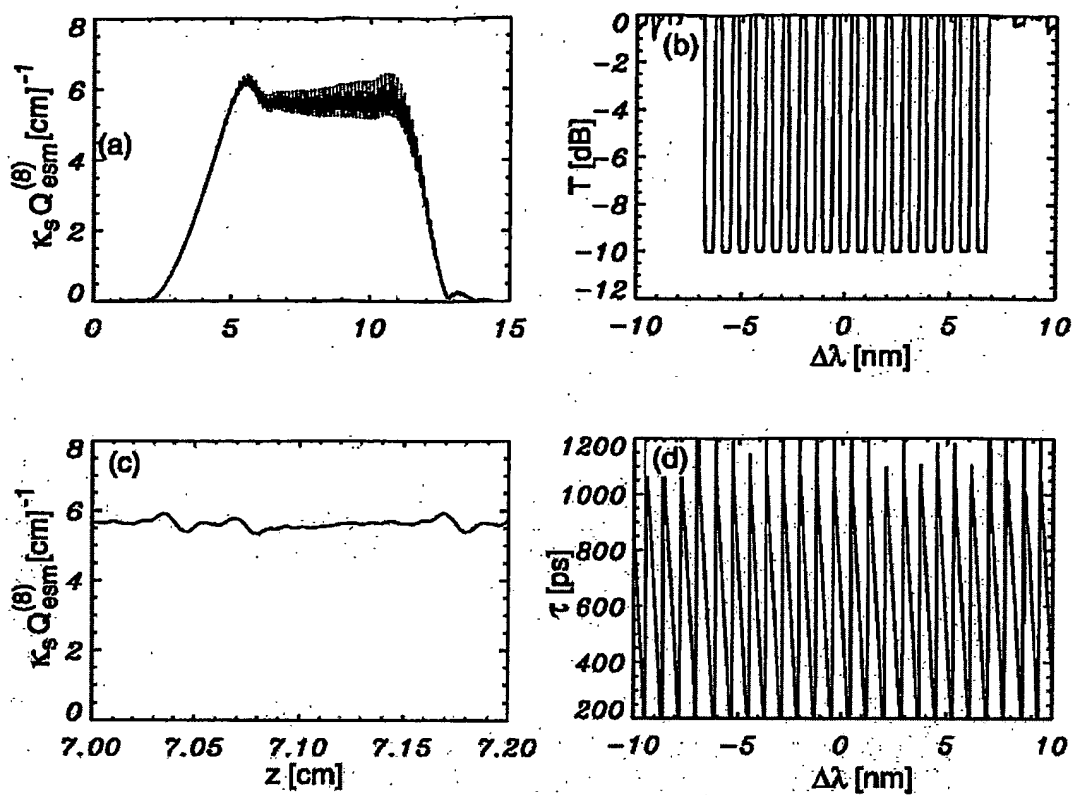 (a)
κs Q(8)esm [cm]-1
8
6
4
2
0
0 5 10 15
(b)
T [dB]
0
-2
-4
-6
-8
-10
-12
-10 -5 0 5 10
Δλ [nm]
(c)
κs Q(8)esm [cm]-1
8
6
4
2
0
7.00 7.05 7.10 7.15 7.20
z [cm]
(d)
τ [ps]
1200
1000
800
600
400
200
-10 -5 0 5 10
Δλ [nm]